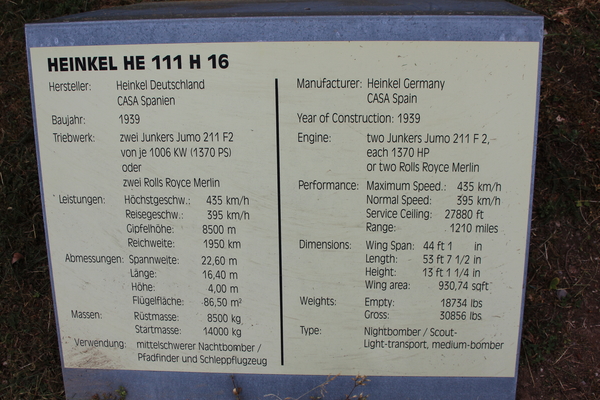 HEINKEL HE 111 H 16
Hersteller: Heinkel Deutschland
CASA Spanien
Baujahr: 1939
Triebwerk: zwei Junkers Jumo 211 F2
von je 1006 KW (1370 PS)
oder
zwei Rolls Royce Merlin
Leistungen: Höchstgeschw.: 435 km/h
Reisegeschw.: 395 km/h
Gipfelhöhe: 8500 m
Reichweite: 1950 km
Abmessungen: Spannweite: 22,60 m
Länge: 16,40 m
Höhe: 4,00 m
Flügelfläche: 86,50 m²
Massen: Rüstmasse: 8500 kg
Startmasse: 14000 kg
Verwendung: mittelschwerer Nachtbomber/
Pfadfinder und Schleppflugzeug
Manufacturer: Heinkel Germany
CASA Spain
Year of Construction: 1939
Engine: two Junkers Jumo 211 F 2,
each 1370 HP
or two Rolls Royce Merlin
Performance: Maximum Speed.: 435 km/h
Normal Speed: 395 km/h
Service Ceiling: 27880 ft
Range: 1210 miles
Dimensions: Wing Span: 44 ft 1 in
Length: 53 ft 7 1/2 in
Height: 13 ft 1 1/4 in
Wing area: 930,74 sqft
Weights: Empty: 18734 lbs
Gross: 30856 lbs
Type: Nightbomber / Scout-
Light-transport, medium-bomber